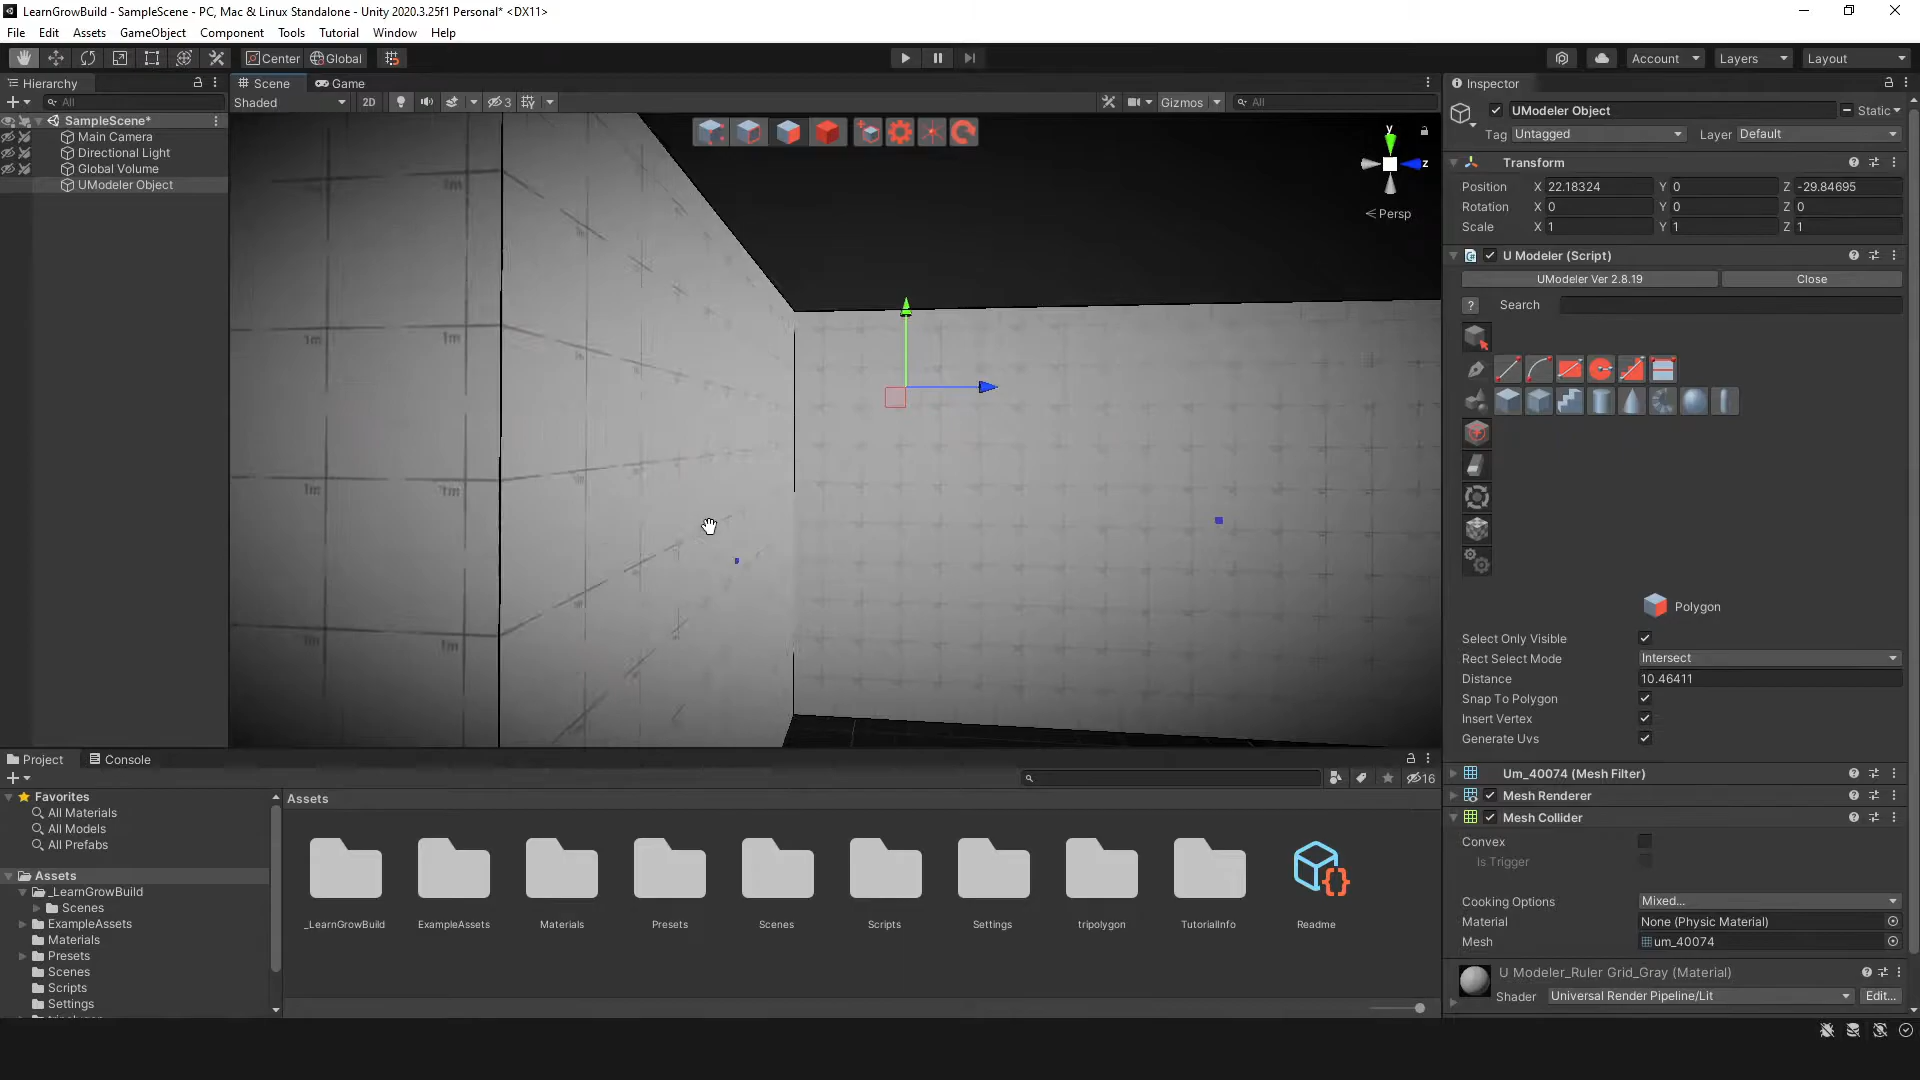 LearnGrowBuild - SampleScene - PC, Mac & Linux Standalone - Unity 2020.3.25f1 Personal* <DX11>
File Edit Assets GameObject Component Tools Tutorial Window Help
Center Global Account Layers Layout
Hierarchy
All
SampleScene*
Main Camera
Directional Light
Global Volume
UModeler Object
Scene Game
Shaded 2D 3 Gizmos All
y
z
Persp
1m
1m 1m
1m 1m
1m 1m
Inspector
UModeler Object Static
Tag Untagged Layer Default
Transform
Position X 22.18324 Y 0 Z -29.84695
Rotation X 0 Y 0 Z 0
Scale X 1 Y 1 Z 1
U Modeler (Script)
UModeler Ver 2.8.19 Close
? Search
Polygon
Select Only Visible
Rect Select Mode Intersect
Distance 10.46411
Snap To Polygon
Insert Vertex
Generate Uvs
Um_40074 (Mesh Filter)
Mesh Renderer
Mesh Collider
Convex
Is Trigger
Cooking Options Mixed...
Material None (Physic Material)
Mesh um_40074
U Modeler_Ruler Grid_Gray (Material)
Shader Universal Render Pipeline/Lit Edit...
Project Console
16
Favorites
All Materials
All Models
All Prefabs
Assets
_LearnGrowBuild
Scenes
ExampleAssets
Materials
Presets
Scenes
Scripts
Settings
Assets
_LearnGrowBuild ExampleAssets Materials Presets Scenes Scripts Settings tripolygon TutorialInfo Readme